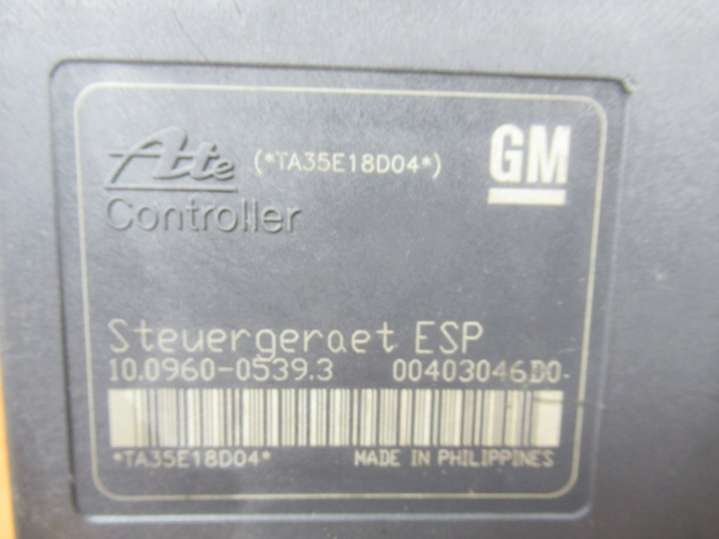 Ate (*TA35E18D04*) GM
Controller
Steuergeraet ESP
10.0960-0539.3 00403046D0-
*TA35E18D04* MADE IN PHILIPPINES